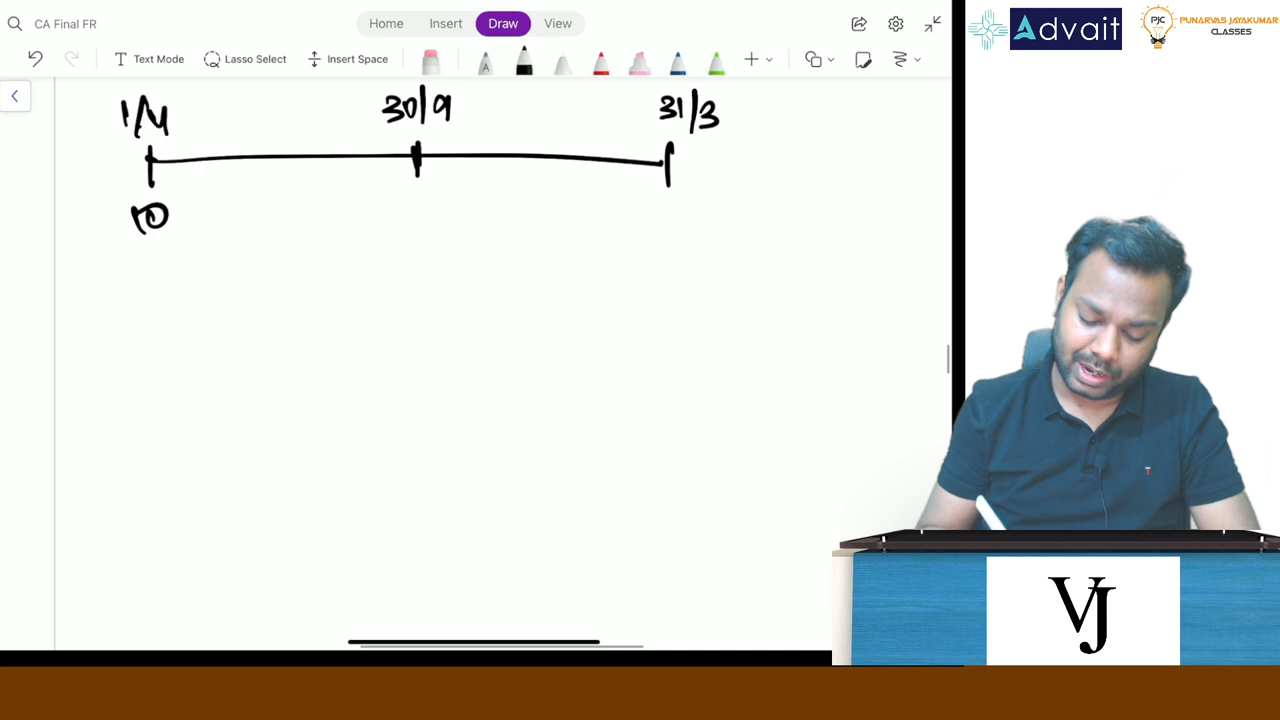 CA Final FR
Home Insert Draw View
Advait
PJC
PUNARVAS JAYAKUMAR
CLASSES
T Text Mode
Lasso Select
Insert Space
A
1/4
30/9
31/3
10
VJ